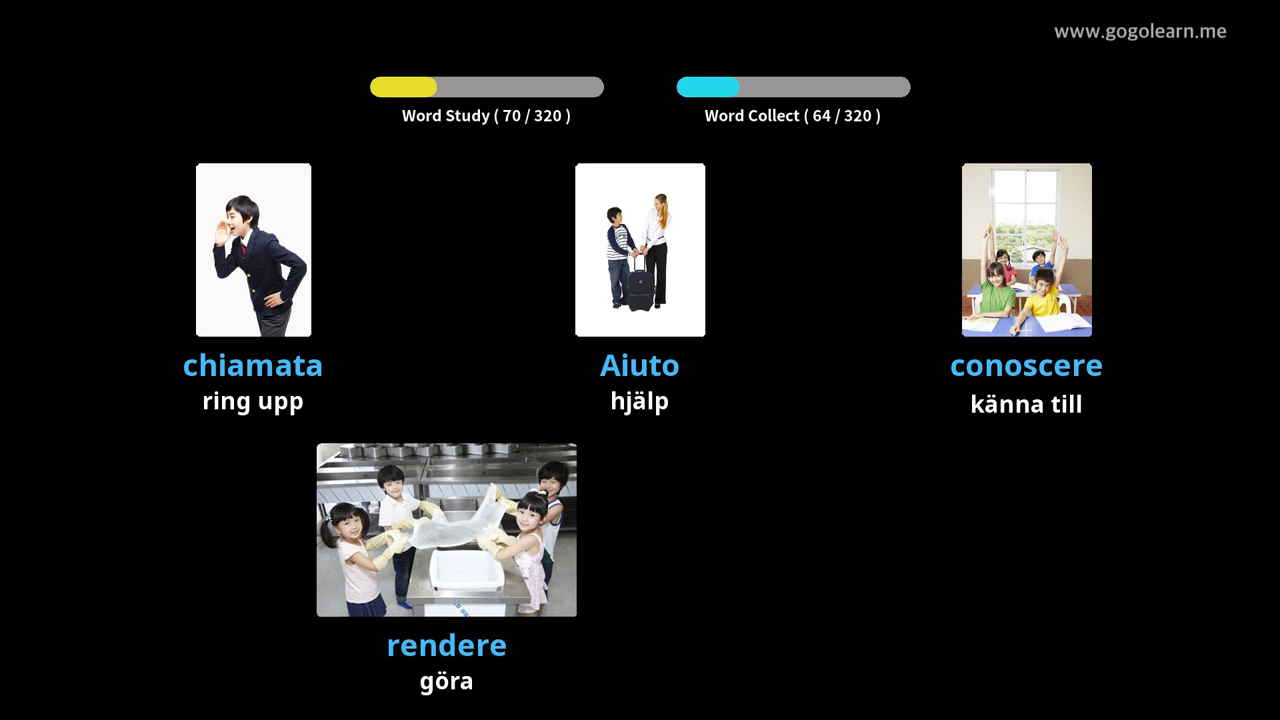 www.gogolearn.me
Word Study ( 70 / 320 )
Word Collect ( 64 / 320 )
chiamata
ring upp
Aiuto
hjälp
conoscere
känna till
rendere
göra